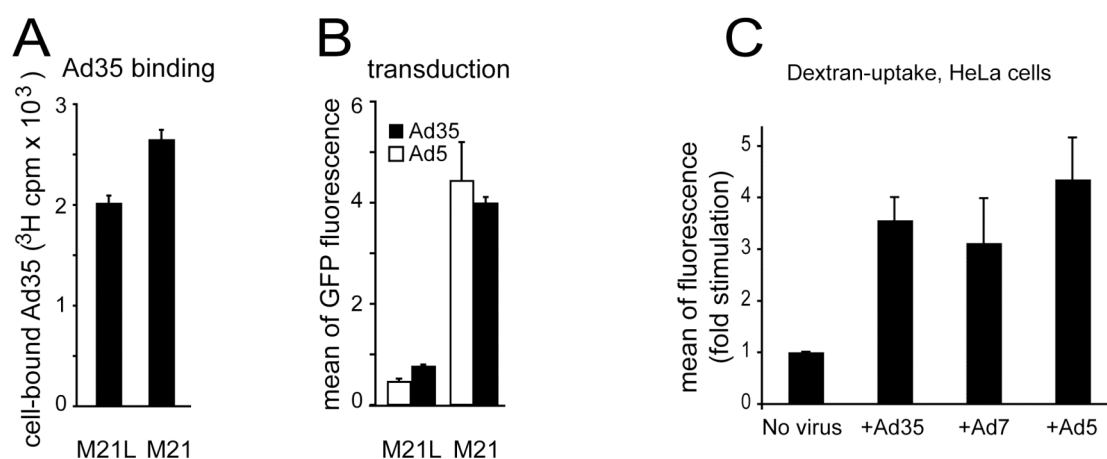 A
Ad35 binding
cell-bound Ad35 (³H cpm x 10³ )
3
2
1
0
M21L M21
B
transduction
mean of GFP fluorescence
6
4
2
0
Ad35
Ad5
M21L M21
C
Dextran-uptake, HeLa cells
mean of fluorescence
(fold stimulation)
5
4
3
2
1
0
No virus +Ad35 +Ad7 +Ad5